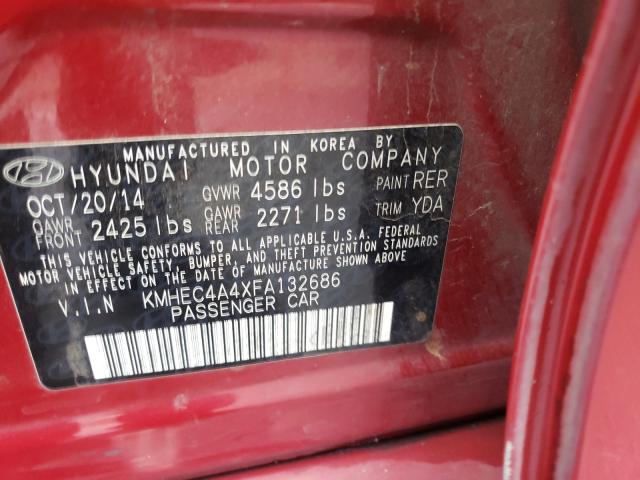 MANUFACTURED IN KOREA BY
HYUNDAI MOTOR COMPANY
OCT/20/14 GVWR 4586 lbs PAINT RER
GAWR FRONT 2425 lbs GAWR REAR 2271 lbs TRIM YDA
THIS VEHICLE CONFORMS TO ALL APPLICABLE U.S.A. FEDERAL
MOTOR VEHICLE SAFETY, BUMPER, AND THEFT PREVENTION STANDARDS
IN EFFECT ON THE DATE OF MANUFACTURE SHOWN ABOVE
V.I.N KMHEC4A4XFA132686
PASSENGER CAR